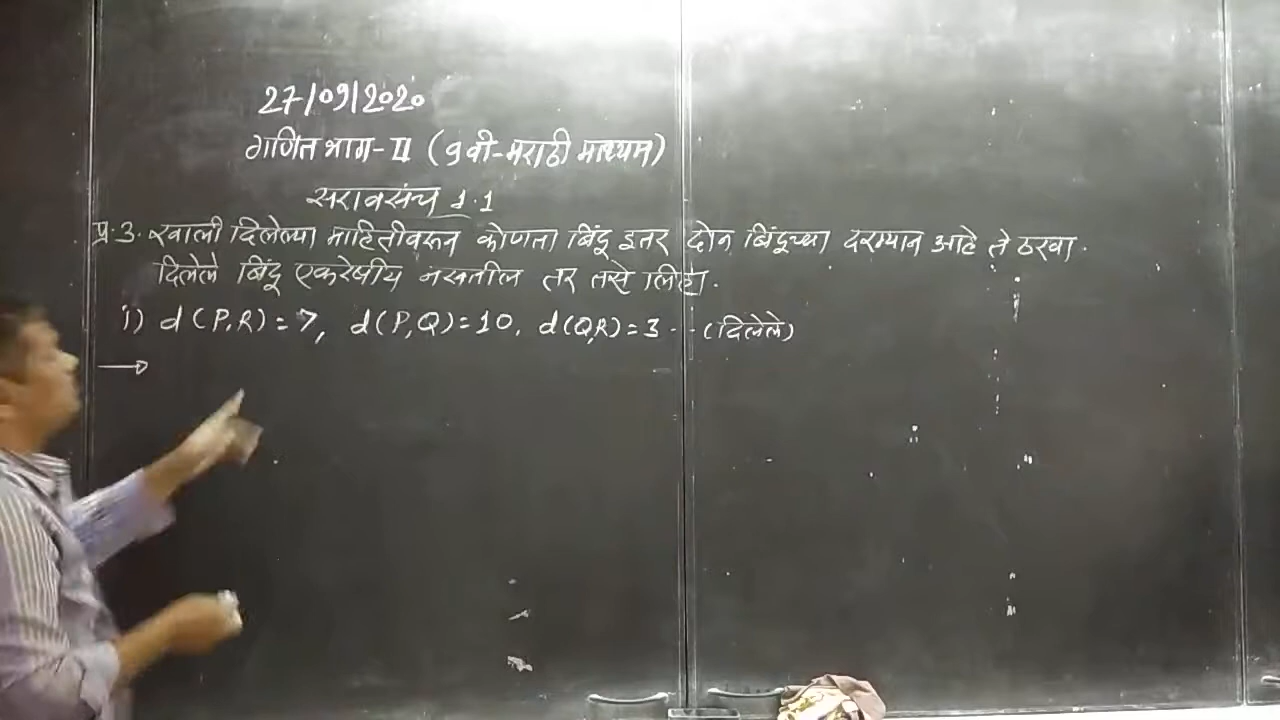 27/09/2020
गणित भाग-II (9वी-मराठी माध्यम)
सरावसंच 1.1
प्र.3. खाली दिलेल्या माहितीवरून कोणता बिंदू इतर दोन बिंदूंच्या दरम्यान आहे ते ठरवा.
दिलेले बिंदू एकरेषीय नसतील तर तसे लिहा.
i) d(P,R)=7, d(P,Q)=10, d(Q,R)=3 -- (दिलेले)
→